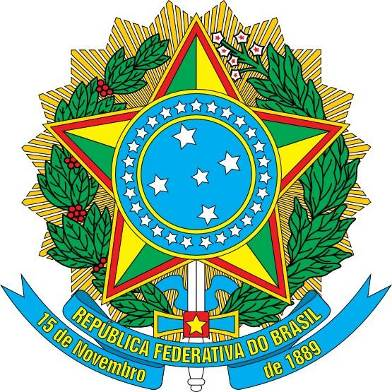 REPUBLICA FEDERATIVA DO BRASIL
15 de Novembro
de 1889